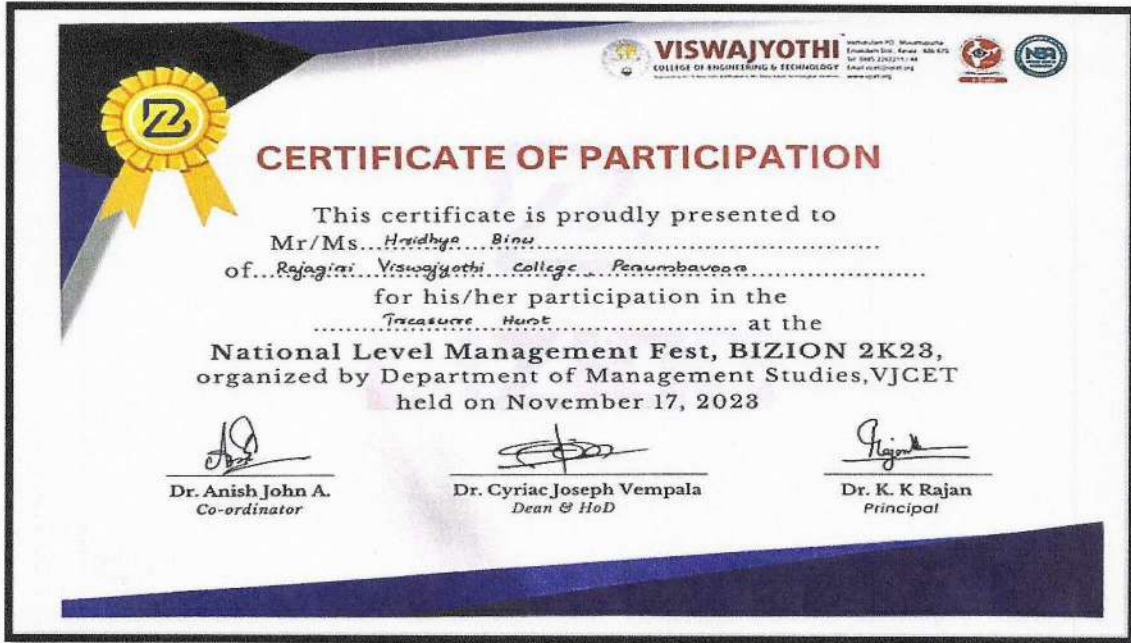 VISWAJYOTHI
COLLEGE OF ENGINEERING & TECHNOLOGY
NBA
CERTIFICATE OF PARTICIPATION
This certificate is proudly presented to
Mr/Ms...Hridhya Binu...
of...Rajagiri Viswajyothi College, Perumbavoor...
for his/her participation in the
...Treasure Hunt... at the
National Level Management Fest, BIZION 2K23,
organized by Department of Management Studies,VJCET
held on November 17, 2023
Dr. Anish John A.
Co-ordinator
Dr. Cyriac Joseph Vempala
Dean & HoD
Dr. K. K Rajan
Principal